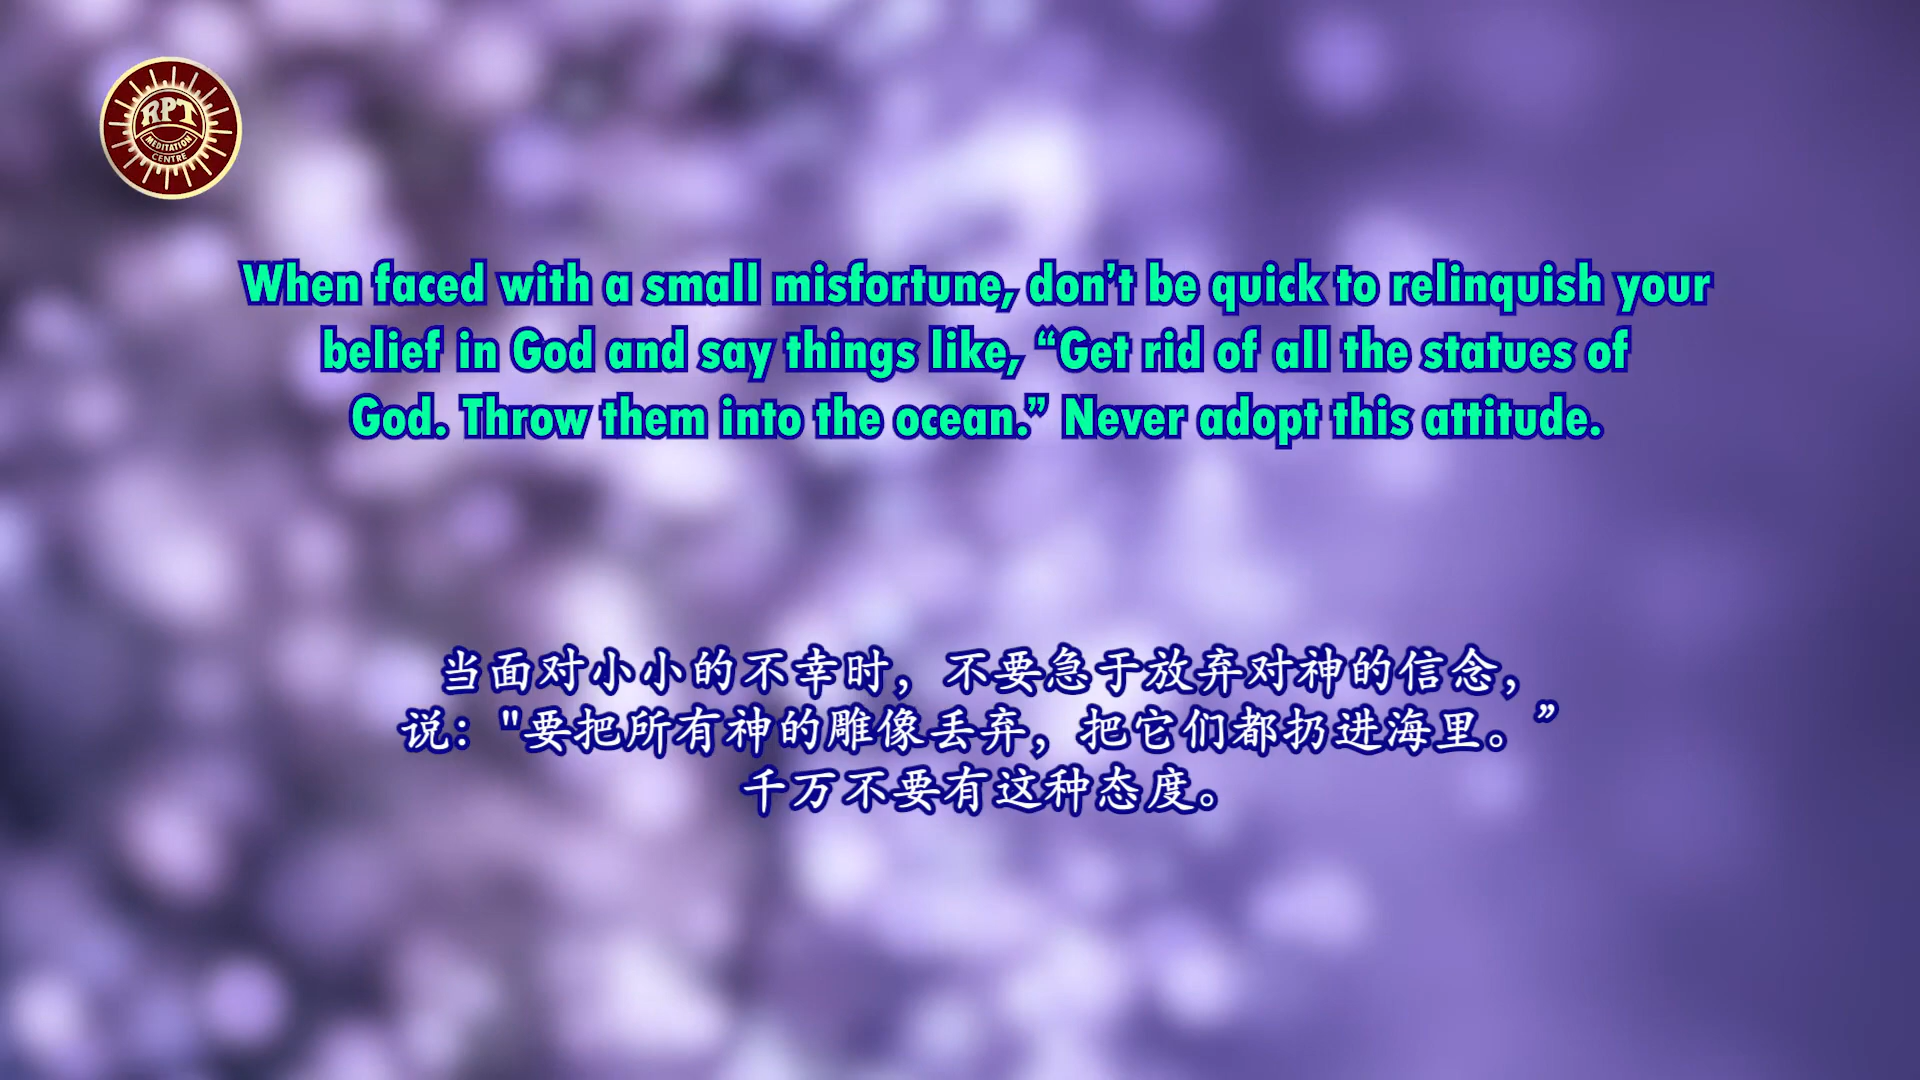 RPT
MEDITATION
CENTRE
When faced with a small misfortune, don’t be quick to relinquish your
belief in God and say things like, “Get rid of all the statues of
God. Throw them into the ocean.” Never adopt this attitude.
当面对小小的不幸时，不要急于放弃对神的信念，
说："要把所有神的雕像丢弃，把它们都扔进海里。”
千万不要有这种态度。